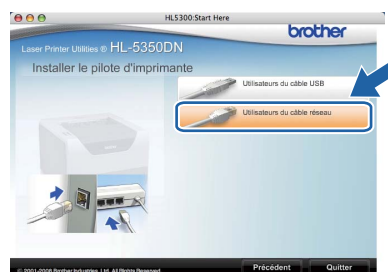 HL5300:Start Here
brother
Laser Printer Utilities ® HL-5350DN
Installer le pilote d'imprimante
Utilisateurs du câble USB
Utilisateurs du câble réseau
© 2001-2008 Brother Industries, Ltd. All Rights Reserved.
Précédent
Quitter